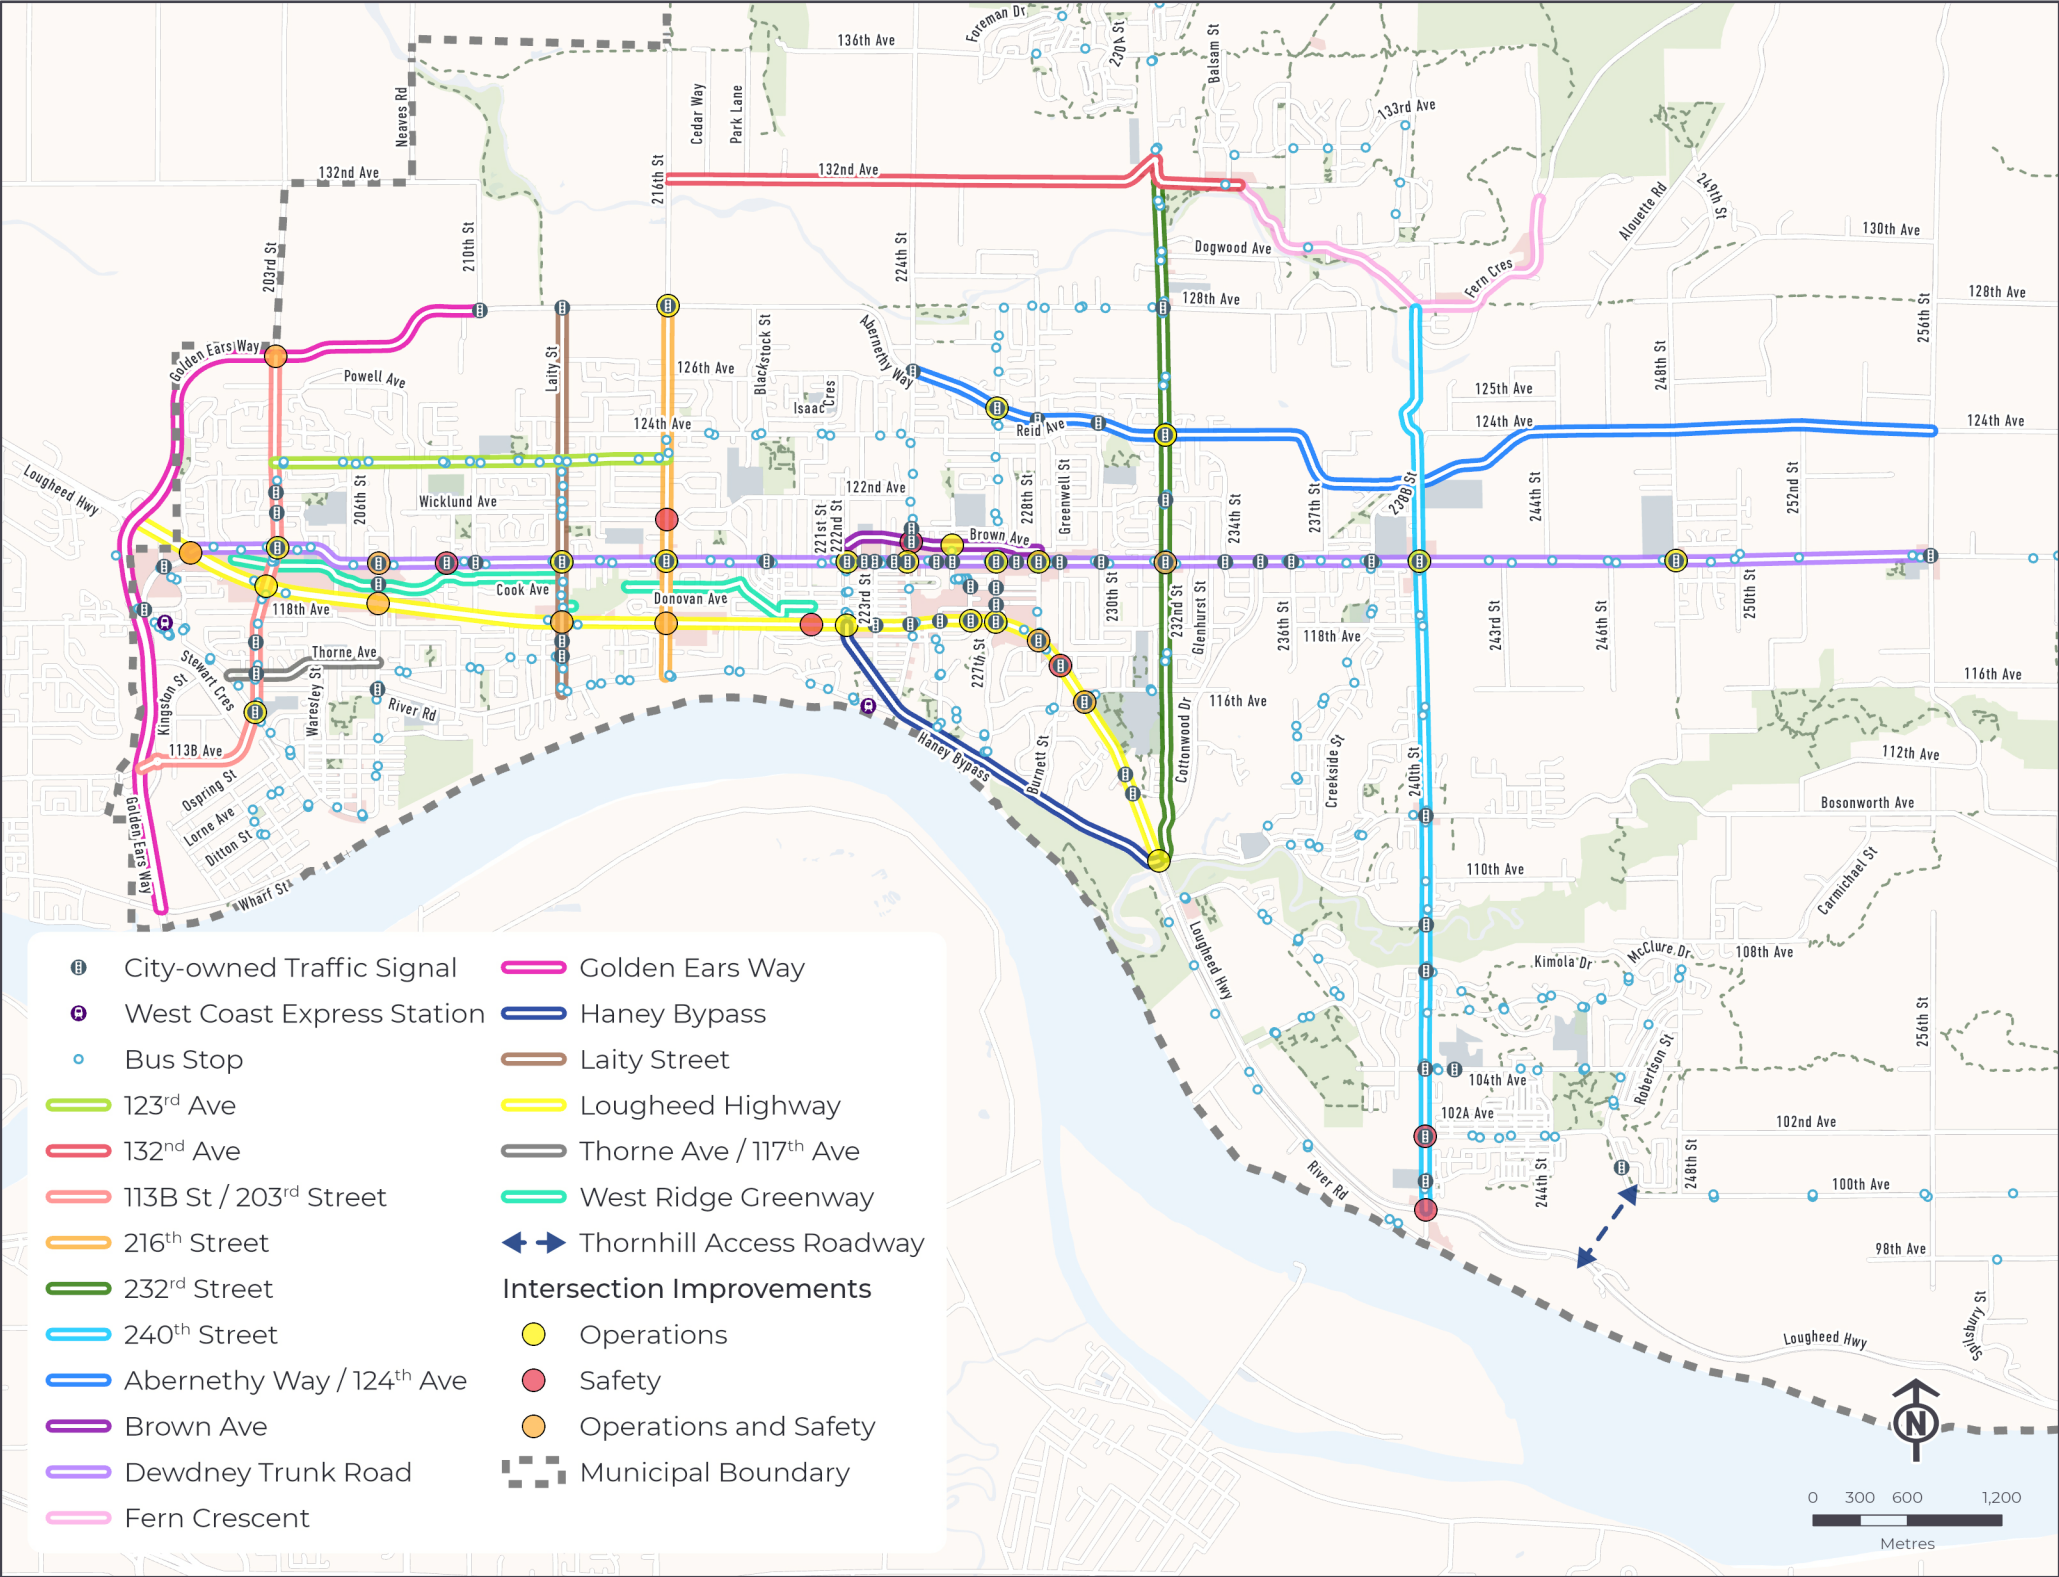 Foreman Dr
136th Ave
230A St
Balsam St
Neaves Rd
Cedar Way
Park Lane
133rd Ave
132nd Ave
216th St
132nd Ave
Alouette Rd
249th St
203rd St
210th St
224th St
Dogwood Ave
130th Ave
Fern Cres
128th Ave
128th Ave
256th St
Golden Ears Way
Powell Ave
Laity St
126th Ave
Blackstock St
Abernethy Way
Isaac Cres
248th St
125th Ave
124th Ave
Reid Ave
124th Ave
124th Ave
Lougheed Hwy
206th St
Wicklund Ave
122nd Ave
221st St
222nd St
228th St
Greenwell St
234th St
237th St
238B St
244th St
252nd St
Brown Ave
118th Ave
Cook Ave
Donovan Ave
223rd St
230th St
232nd St
Glenhurst St
236th St
118th Ave
243rd St
246th St
250th St
Thorne Ave
Stewart Cres
Kingston St
Waresley St
River Rd
227th St
116th Ave
116th Ave
113B Ave
Ospring St
Lorne Ave
Ditton St
Golden Ears Way
Wharf St
Haney Bypass
Burnett St
Cottonwood Dr
Creekside St
240th St
112th Ave
Bosonworth Ave
110th Ave
Carmichael St
Lougheed Hwy
Kimola Dr
McClure Dr
108th Ave
256th St
Robertson St
104th Ave
102A Ave
102nd Ave
244th St
248th St
River Rd
100th Ave
98th Ave
Lougheed Hwy
Spilsbury St
City-owned Traffic Signal
West Coast Express Station
Bus Stop
123rd Ave
132nd Ave
113B St / 203rd Street
216th Street
232rd Street
240th Street
Abernethy Way / 124th Ave
Brown Ave
Dewdney Trunk Road
Fern Crescent
Golden Ears Way
Haney Bypass
Laity Street
Lougheed Highway
Thorne Ave / 117th Ave
West Ridge Greenway
Thornhill Access Roadway
Intersection Improvements
Operations
Safety
Operations and Safety
Municipal Boundary
N
0 300 600 1,200
Metres